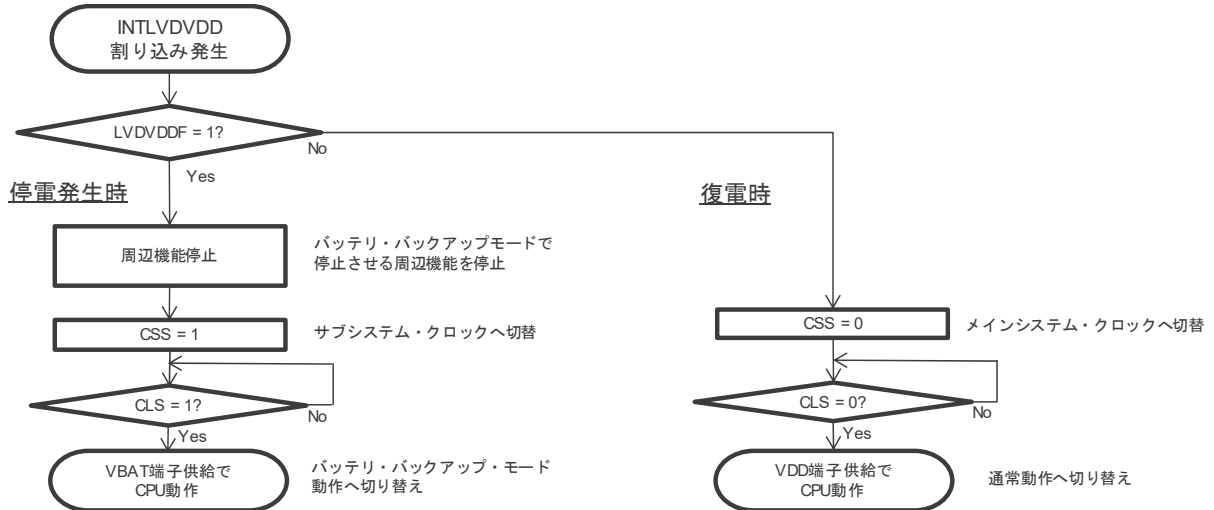 INTLVDVDD
割り込み発生
LVDVDDF = 1?
No
Yes
停電発生時
周辺機能停止
バッテリ・バックアップモードで
停止させる周辺機能を停止
CSS = 1
サブシステム・クロックへ切替
CLS = 1?
No
Yes
VBAT端子供給で
CPU動作
バッテリ・バックアップ・モード
動作へ切り替え
復電時
CSS = 0
メインシステム・クロックへ切替
CLS = 0?
No
Yes
VDD端子供給で
CPU動作
通常動作へ切り替え